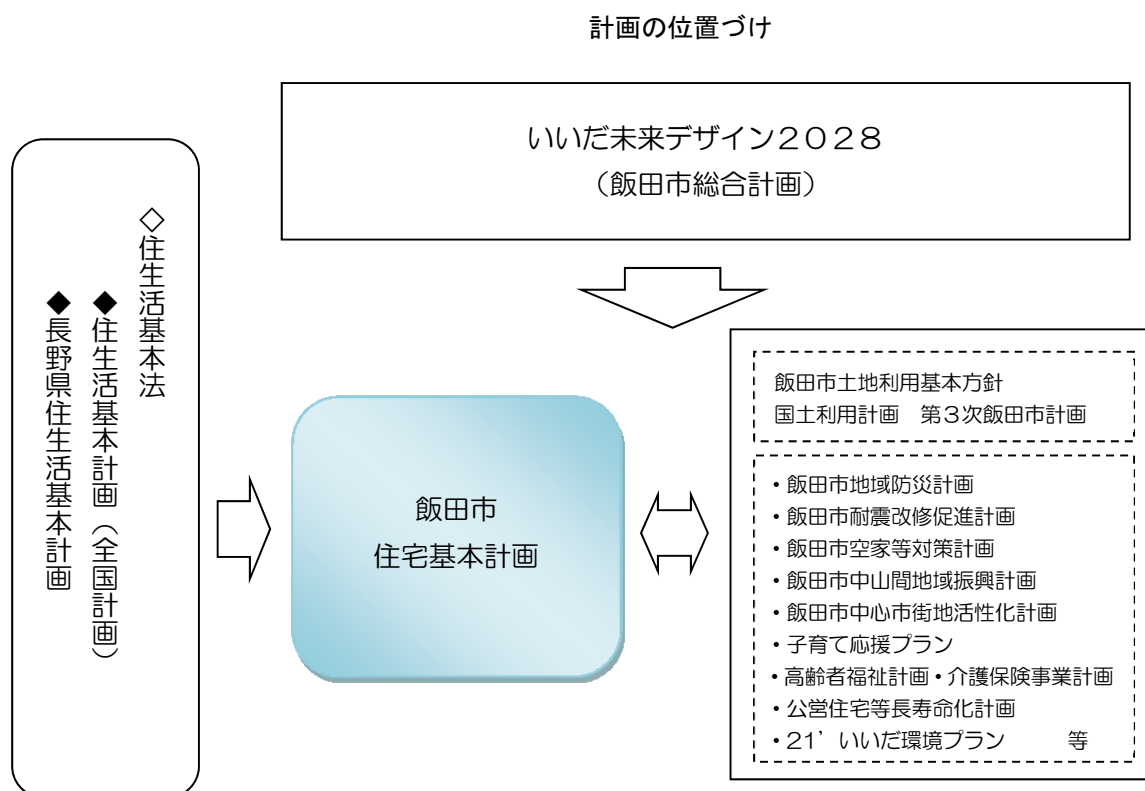 計画の位置づけ
いいだ未来デザイン２０２８
（飯田市総合計画）
◇住生活基本法
◆住生活基本計画（全国計画）
◆長野県住生活基本計画
飯田市
住宅基本計画
飯田市土地利用基本方針
国土利用計画　第３次飯田市計画
・飯田市地域防災計画
・飯田市耐震改修促進計画
・飯田市空家等対策計画
・飯田市中山間地域振興計画
・飯田市中心市街地活性化計画
・子育て応援プラン
・高齢者福祉計画・介護保険事業計画
・公営住宅等長寿命化計画
・21’いいだ環境プラン　　等